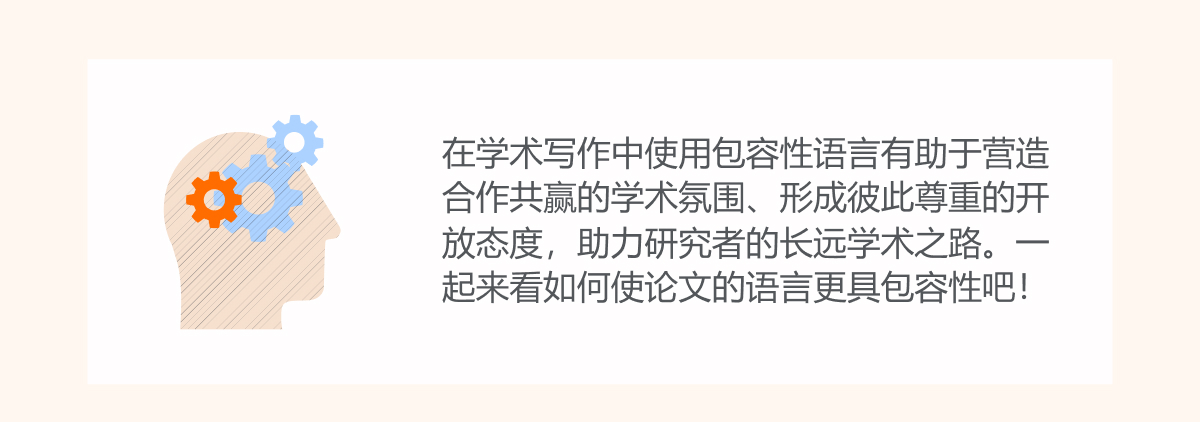 在学术写作中使用包容性语言有助于营造
合作共赢的学术氛围、形成彼此尊重的开
放态度，助力研究者的长远学术之路。一
起来看如何使论文的语言更具包容性吧！